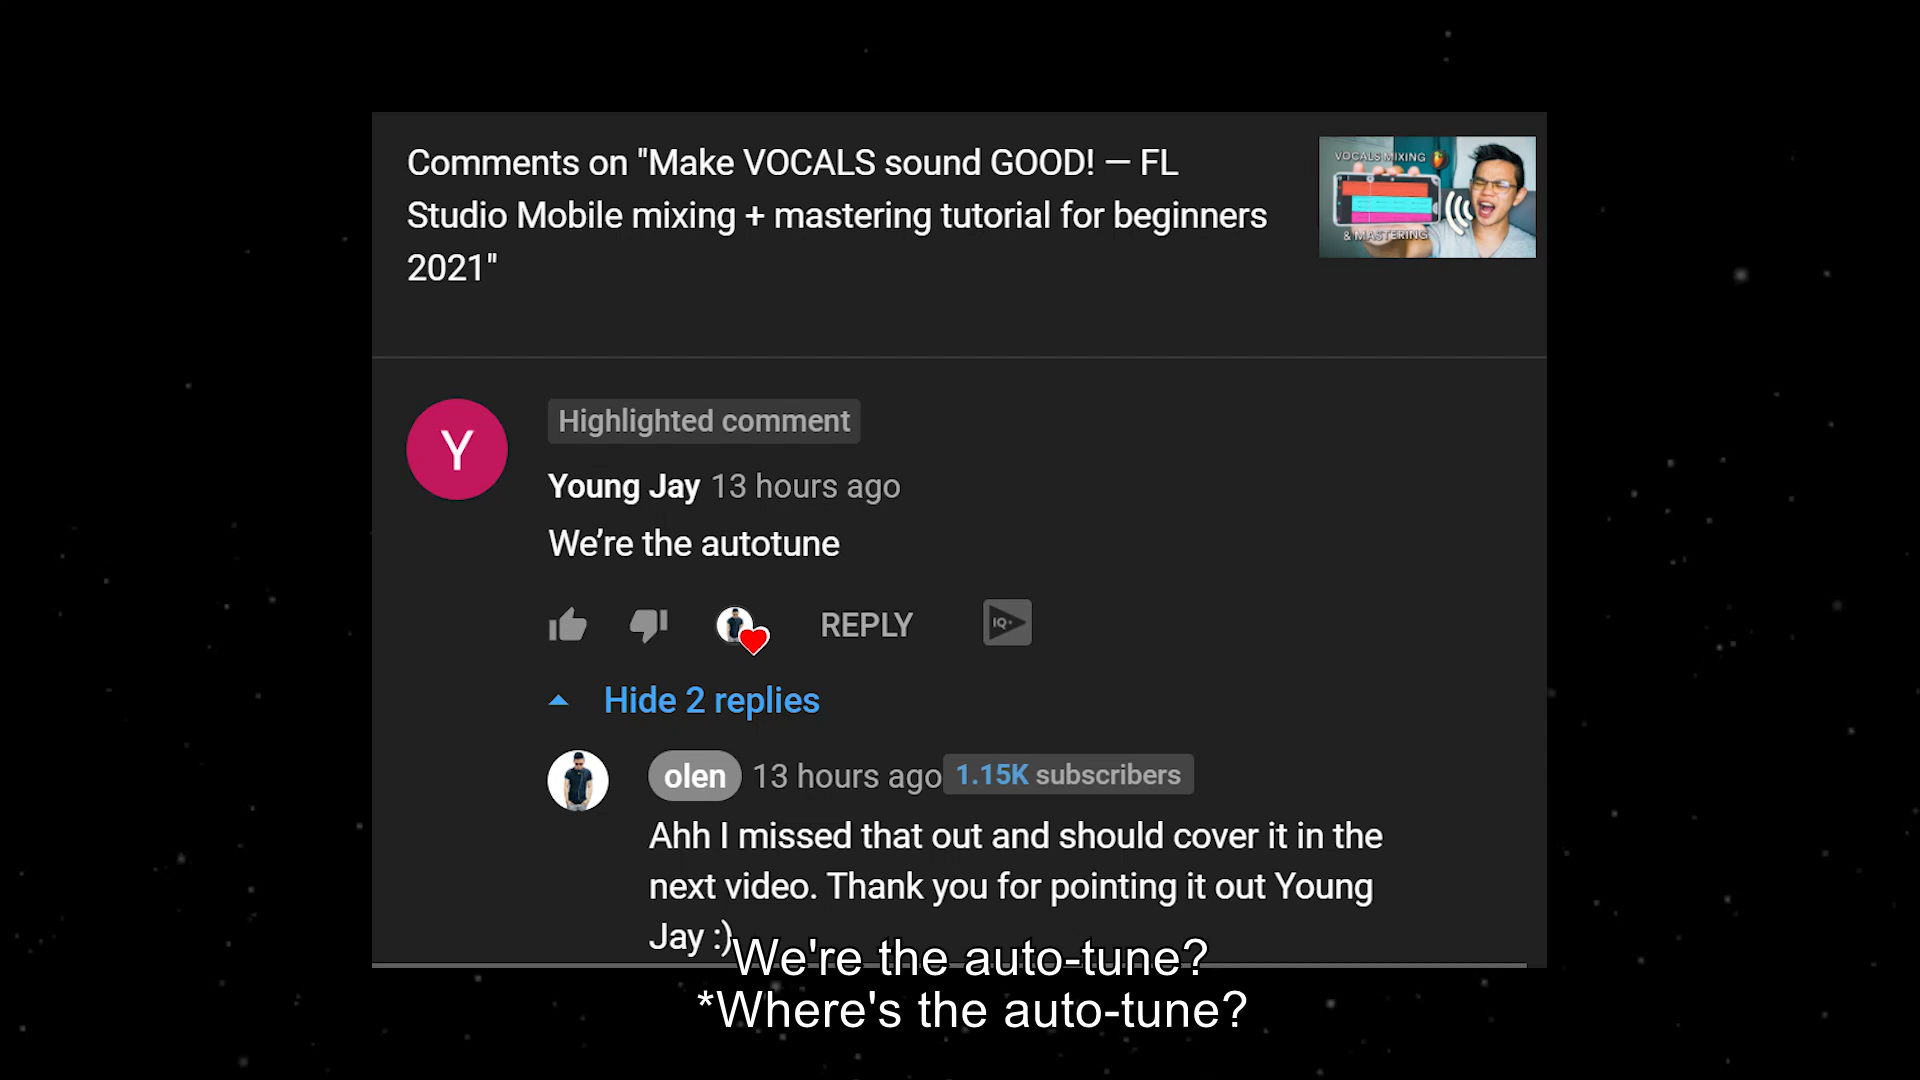 Comments on "Make VOCALS sound GOOD! — FL
Studio Mobile mixing + mastering tutorial for beginners
2021"
VOCALS MIXING
& MASTERING
Y
Highlighted comment
Young Jay 13 hours ago
We’re the autotune
REPLY
IQ
Hide 2 replies
olen 13 hours ago 1.15K subscribers
Ahh I missed that out and should cover it in the
next video. Thank you for pointing it out Young
Jay :)
We're the auto-tune?
*Where's the auto-tune?